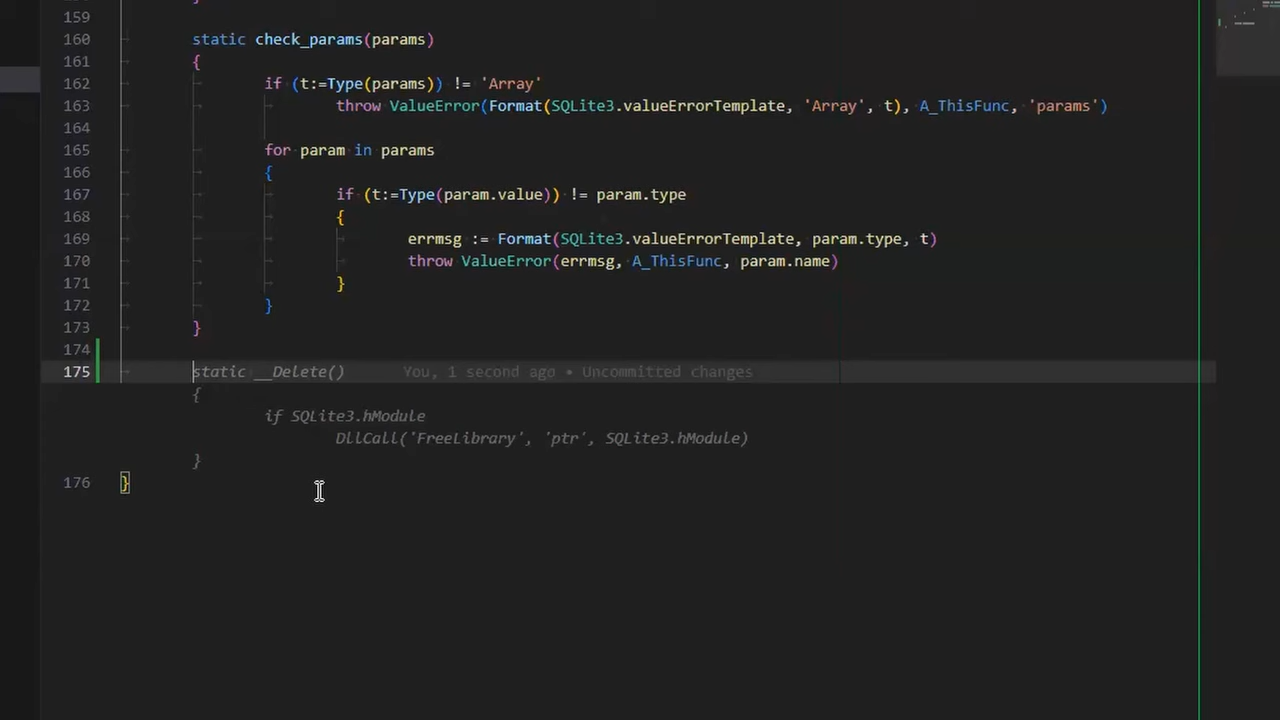 159
160 static check_params(params)
161 {
162 if (t:=Type(params)) != 'Array'
163 throw ValueError(Format(SQLite3.valueErrorTemplate, 'Array', t), A_ThisFunc, 'params')
164
165 for param in params
166 {
167 if (t:=Type(param.value)) != param.type
168 {
169 errmsg := Format(SQLite3.valueErrorTemplate, param.type, t)
170 throw ValueError(errmsg, A_ThisFunc, param.name)
171 }
172 }
173 }
174
175 static __Delete() You, 1 second ago • Uncommitted changes
{
if SQLite3.hModule
DllCall('FreeLibrary', 'ptr', SQLite3.hModule)
}
176 }